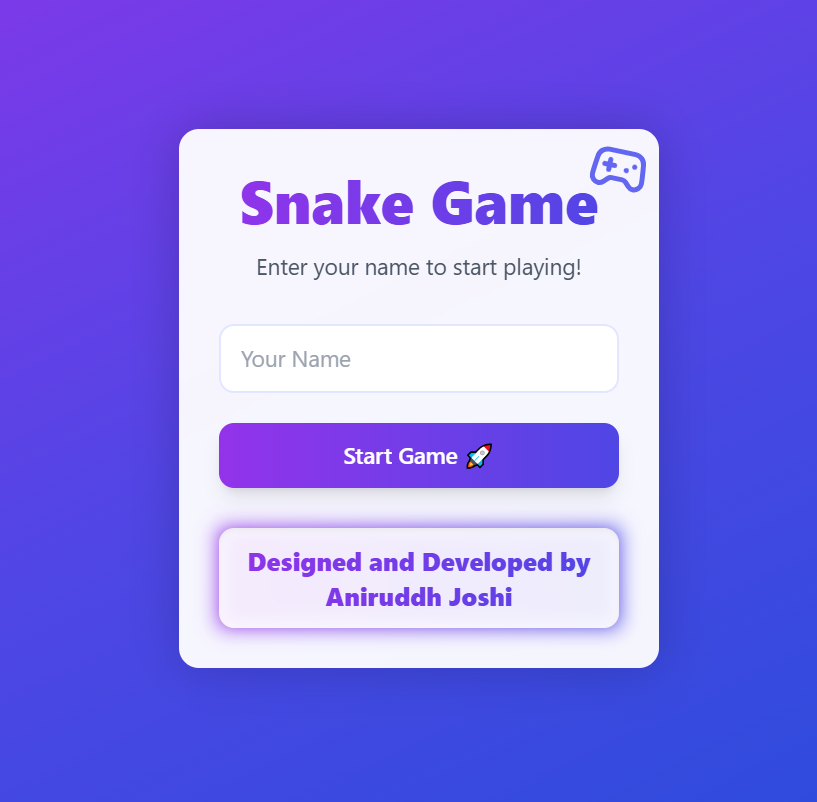 Snake Game
Enter your name to start playing!
Your Name
Start Game 🚀
Designed and Developed by
Aniruddh Joshi